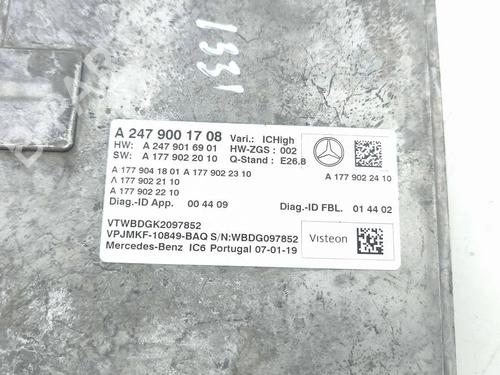 1331
A 247 900 17 08 Vari.: ICHigh
HW: A 247 901 69 01 HW-ZGS : 002
SW: A 177 902 20 10 Q-Stand : E26.8
A 177 904 18 01 A 177 902 23 10
A 177 902 21 10
A 177 902 22 10
A 177 902 24 10
Diag.-ID App. 00 44 09 Diag.-ID FBL. 01 44 02
VTWBDGK2097852
VPJMKF-10849-BAQ S/N:WBDG097852
Mercedes-Benz IC6 Portugal 07-01-19
Visteon